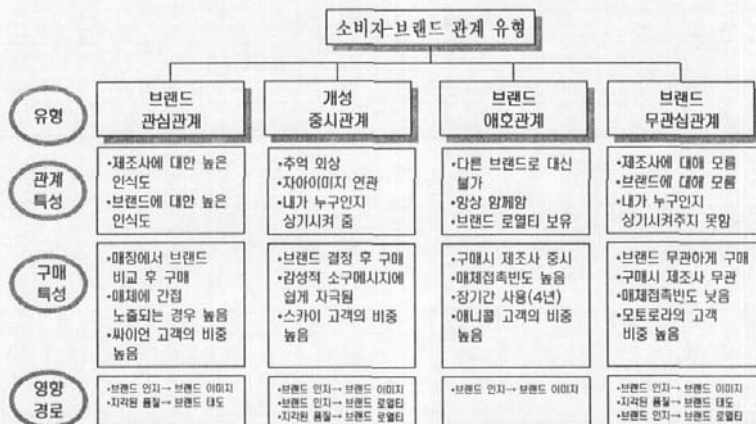 소비자-브랜드 관계 유형
유형
브랜드
관심관계
개성
중시관계
브랜드
애호관계
브랜드
무관심관계
관계
특성
•제조사에 대한 높은
인식도
•브랜드에 대한 높은
인식도
•추억 회상
•자아이미지 연관
•내가 누구인지
상기시켜 줌
•다른 브랜드로 대신
불가
•항상 함께함
•브랜드 로열티 보유
•제조사에 대해 모름
•브랜드에 대해 모름
•내가 누구인지
상기시켜주지 못함
구매
특성
•매장에서 브랜드
비교 후 구매
•매체에 간접
노출되는 경우 높음
•싸이언 고객의 비중
높음
•브랜드 결정 후 구매
•감성적 소구메시지에
쉽게 자극됨
•스카이 고객의 비중
높음
•구매시 제조사 중시
•매체접촉빈도 높음
•장기간 사용(4년)
•애니콜 고객의 비중
높음
•브랜드 무관하게 구매
•구매시 제조사 무관
•매체접촉빈도 낮음
•모토로라의 고객
비중 높음
영향
경로
•브랜드 인지→ 브랜드 이미지
•지각된 품질→ 브랜드 태도
•브랜드 인지→ 브랜드 이미지
•브랜드 인지→ 브랜드 로열티
•지각된 품질→ 브랜드 로열티
•브랜드 인지→ 브랜드 이미지
•브랜드 인지→ 브랜드 이미지
•지각된 품질→ 브랜드 태도
•브랜드 인지→ 브랜드 로열티